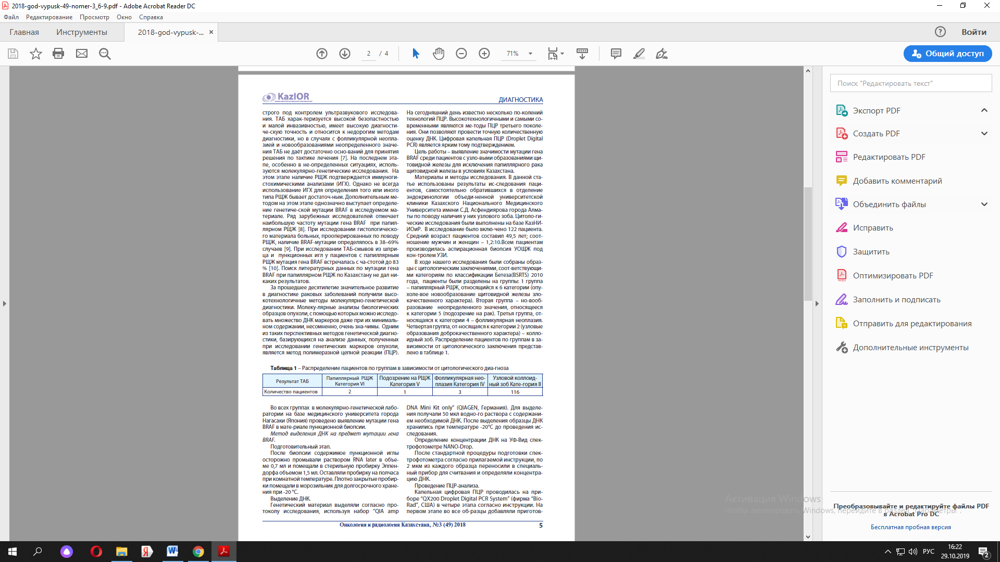 2018-god-vypusk-49-nomer-3_6-9.pdf - Adobe Acrobat Reader DC
Файл Редактирование Просмотр Окно Справка
Главная Инструменты 2018-god-vypusk-... ×
? Войти
2 / 4 71%
Общий доступ
KazIOR
ДИАГНОСТИКА
строго под контролем ультразвукового исследова-
ния. ТАБ харак-теризуется высокой безопастностью
и малой инвазивностью, имеет высокую диагности-
че-скую точность и относится к недорогим методам
диагностики, но в случаях с фолликулярной неопла-
зией и новообразованиями неопределенного значе-
ния ТАБ не даёт достаточно осно-ваний для принятия
решения по тактике лечения [7]. На последнем эта-
пе, особенно в не-определенных ситуациях, исполь-
зуются молекулярно-генетические исследования. На
этом этапе наличие РЩЖ подтверждается иммуноги-
стохимическими анализами (ИГХ). Однако не всегда
использование ИГХ для определения того или иного
типа РЩЖ бывает достаточ-ным. Дополнительным ме-
тодом на этом этапе однозначно выступает определе-
ние генетиче-ской мутации BRAF в исследуемом ма-
териале. Ряд зарубежных исследователей отмечает
наибольшую частоту мутации гена BRAF при папил-
лярном РЩЖ [8]. При исследовании гистологическо-
го материала больных, прооперированных по поводу
РЩЖ, наличие BRAF-мутации определялось в 38–69%
случаев [9]. При исследовании ТАБ-смывов из шпри-
ца и пункционных игл у пациентов с папиллярным
РЩЖ мутация гена BRAF встречалась с ча-стотой до 83
% [10]. Поиск литературных данных по мутации гена
BRAF при папиллярном РЩЖ по Казахстану не дал ни-
каких результатов.
За прошедшее десятилетие значительное развитие
в диагностике раковых заболеваний получили высо-
котехнологичные методы молекулярно-генетической
диагностики. Молеку-лярные анализы биологических
образцов опухоли, с помощью которых можно исследо-
вать множество ДНК маркеров даже при их минималь-
ном содержании, несомненно, очень зна-чимы. Одним
из таких перспективных методов генетической диагно-
стики, базирующихся на анализе данных, полученных
при исследовании генетических маркеров опухоли,
является метод полимеразной цепной реакции (ПЦР).
На сегодняшний день известно несколько по-колений
технологий ПЦР. Высокотехнологичными и самыми со-
временными являются ме-тоды ПЦР третьего поколе-
ния. Они позволяют провести точную количественную
оценку ДНК. Цифровая капельная ПЦР (Droplet Digital
PCR) является ярким тому подтверждением.
Цель работы – выявление значимости мутации гена
BRAF среди пациентов с узло-выми образованиями щи-
товидной железы для исключения папиллярного рака
щитовидной железы в условиях Казахстана.
Материалы и методы исследования. В данной ста-
тье использованы результаты ис-следования паци-
ентов, самостоятельно обратившихся в отделение
эндокринологии объеди-ненной университетской
клиники Казахского Национального Медицинского
Университета имени С.Д. Асфендиярова города Алма-
ты по поводу наличия у них узлового зоба. Цитоло-ги-
ческие исследования были выполнены на базе КазНИ-
ИОиР. В исследование было вклю-чено 122 пациента.
Средний возраст пациентов составил 49,5 лет; соот-
ношение мужчин и женщин – 1,2:10.Всем пациентам
производилась аспирационная биопсия УОЩЖ под
кон-тролем УЗИ.
В ходе нашего исследования были собраны образ-
цы с цитологическим заключениями, соот-ветствующи-
ми категориям по классификации Бетеза(BSRTS) 2010
года, пациенты были разделены на группы: 1 группа
– папиллярный РЩЖ, относящийся к 6 категории (опу-
холе-вое новообразование щитовидной железы зло-
качественного характера). Вторая группа – но-вооб-
разование неопределенного значения, относящееся
к категории 5 (подозрение на рак). Третья группа, от-
носящаяся к категории 4 – фолликулярная неоплазия.
Четвертая группа, от-носящаяся к категории 2 (узловые
образования доброкачественного характера) – колло-
идный зоб. Распределение пациентов по группам в за-
висимости от цитологического заключения представ-
лено в таблице 1.
Таблица 1 – Распределение пациентов по группам в зависимости от цитологического диа-гноза
Результат ТАБ
Папиллярный РЩЖ
Категория VI
Подозрение на РЩЖ
Категория V
Фолликулярная нео-
плазия Категория IV
Узловой коллоид-
ный зоб Кате-гория II
Количество пациентов 2 1 3 116
Во всех группах в молекулярно-генетической лабо-
ратории на базе медицинского университета города
Нагасаки (Япония) проведено выявление мутации гена
BRAF в мате-риале пункционной биопсии.
Метод выделения ДНК на предмет мутации гена
BRAF.
Подготовительный этап.
После биопсии содержимое пункционной иглы
осторожно промывали раствором RNA later в объе-
ме 0,7 мл и помещали в стерильную пробирку Эппен-
дорфа объемом 1,5 мл. Оставляли пробирку на полчаса
при комнатной температуре. Плотно закрытые пробир-
ки помещали в морозильник для долгосрочного хране-
ния при -20 °С.
Выделение ДНК.
Генетический материал выделяли согласно про-
токолу исследования, используя набор “QIA amp
DNA Mini Kit only” (QIAGEN, Германия). Для выделе-
ния получали 50 мкл водно-го раствора с содержани-
ем необходимой ДНК. После выделения образцы ДНК
хранились при температуре -20°С до проведения ис-
следования.
Определение концентрации ДНК на УФ-Вид спек-
трофотометре NANO-Drop.
После стандартной процедуры подготовки спек-
трофотометра согласно прилагаемой инструкции, по
2 мкм из каждого образца переносили в специаль-
ный прибор для считвания и определяли концентра-
цию ДНК.
Проведение ПЦР-анализа.
Капельная цифровая ПЦР проводилась на при-
боре “QX200 Droplet Digital PCR System” (фирма “Bio-
Rad”, США) в четыре этапа согласно инструкции. На
первом этапе во все об-разцы добавляли приготов-
Онкология и радиология Казахстана, №3 (49) 2018
5
Поиск "Редактировать текст"
Экспорт PDF
Создать PDF
Редактировать PDF
Добавить комментарий
Объединить файлы
Исправить
Защитить
Оптимизировать PDF
Заполнить и подписать
Отправить для редактирования
Дополнительные инструменты
Активация Windows
Чтобы активировать Windows, перейдите в раздел "Параметры".
Преобразовывайте и редактируйте файлы PDF
в Acrobat Pro DC
Бесплатная пробная версия
РУС
16:22
29.10.2019
2